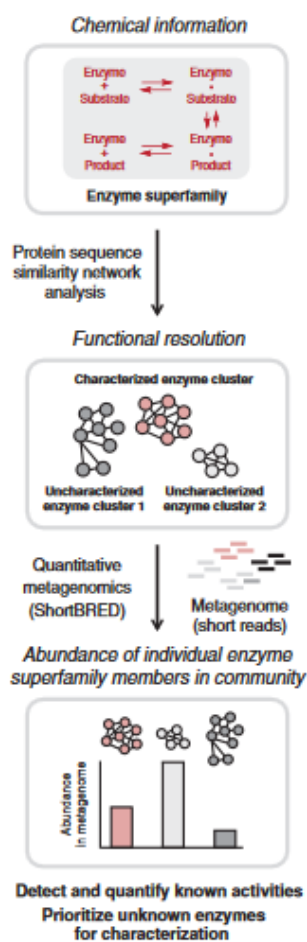 Chemical information
Enzyme Enzyme
+ •
Substrate Substrate
Enzyme Enzyme
+ •
Product Product
Enzyme superfamily
Protein sequence
similarity network
analysis
Functional resolution
Characterized enzyme cluster
Uncharacterized Uncharacterized
enzyme cluster 1 enzyme cluster 2
Quantitative
metagenomics
(ShortBRED)
Metagenome
(short reads)
Abundance of individual enzyme
superfamily members in community
Abundance
in metagenome
Detect and quantify known activities
Prioritize unknown enzymes
for characterization